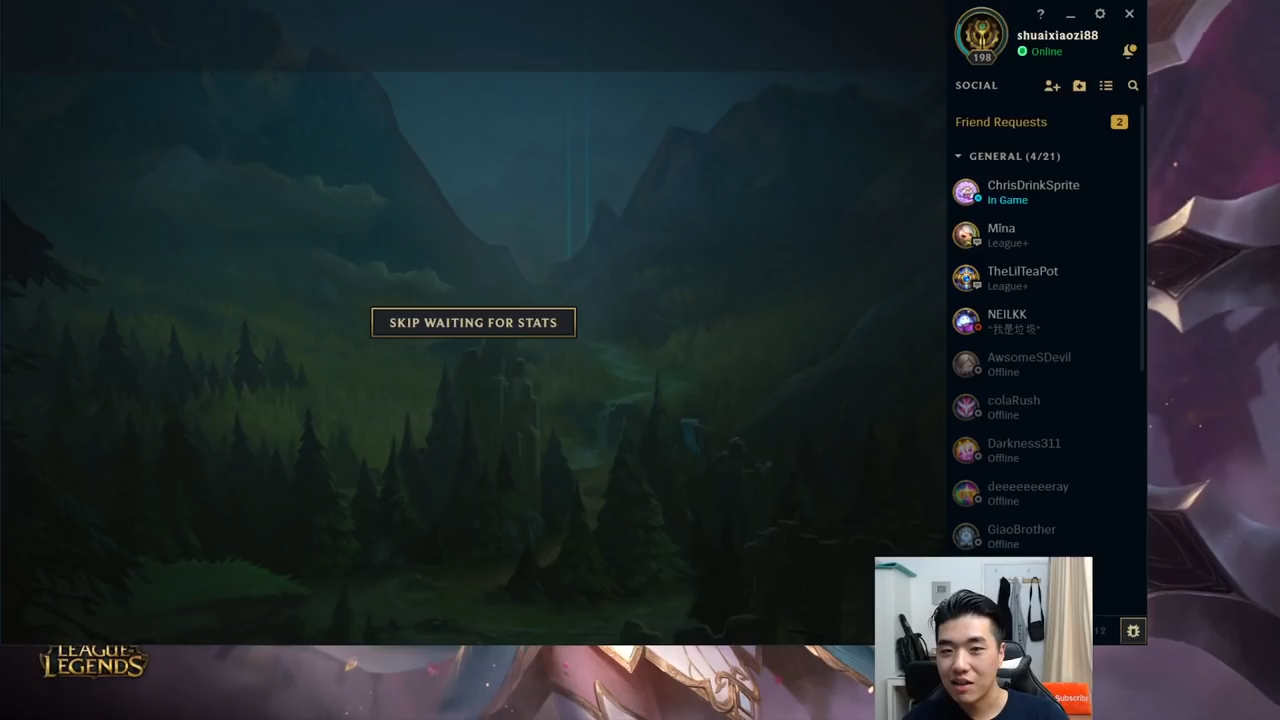 shuaixiaozi88
Online
198
SOCIAL
Friend Requests 2
GENERAL (4/21)
ChrisDrinkSprite
In Game
Mîna
League+
TheLilTeaPot
League+
NEILKK
"我是垃圾"
AwsomeSDevil
Offline
colaRush
Offline
Darkness311
Offline
deeeeeeeeray
Offline
GiaoBrother
Offline
SKIP WAITING FOR STATS
LEAGUE OF
LEGENDS
Subscribe